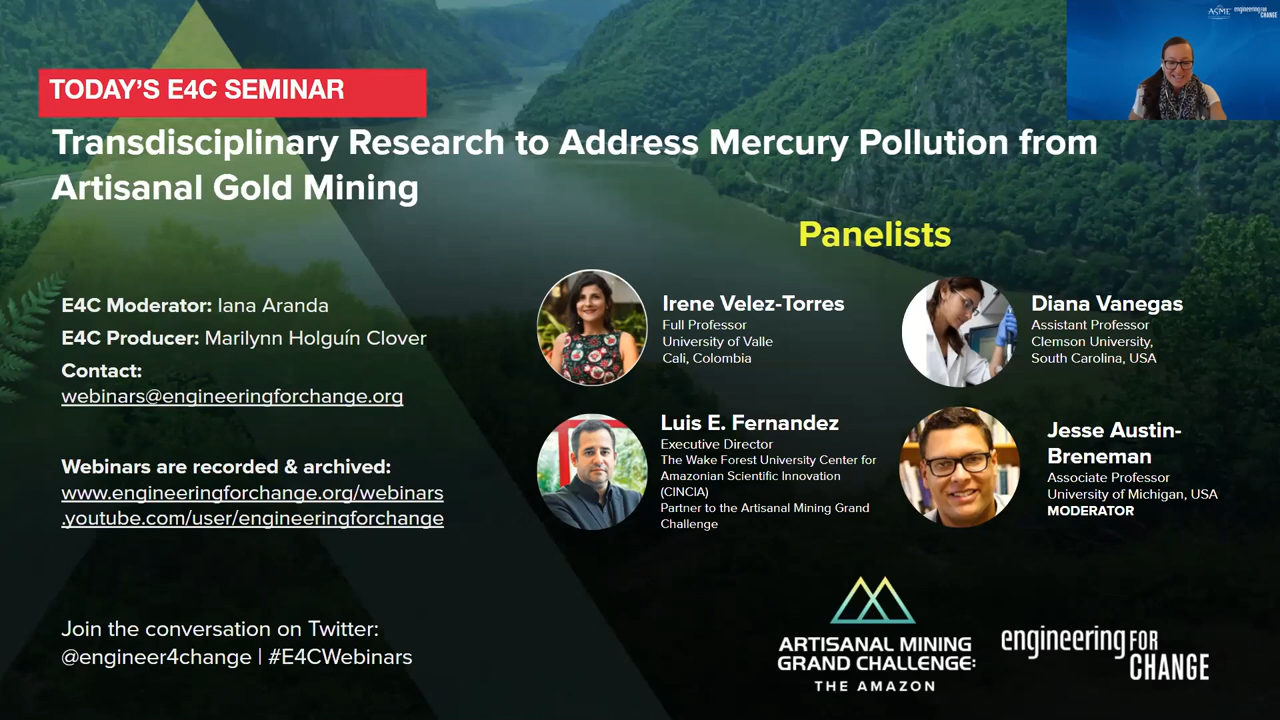 ASME engineering FOR CHANGE
TODAY'S E4C SEMINAR
Transdisciplinary Research to Address Mercury Pollution from
Artisanal Gold Mining
Panelists
E4C Moderator: Iana Aranda
E4C Producer: Marilynn Holguín Clover
Contact:
webinars@engineeringforchange.org
Webinars are recorded & archived:
www.engineeringforchange.org/webinars
.youtube.com/user/engineeringforchange
Join the conversation on Twitter:
@engineer4change | #E4CWebinars
Irene Velez-Torres
Full Professor
University of Valle
Cali, Colombia
Diana Vanegas
Assistant Professor
Clemson University,
South Carolina, USA
Luis E. Fernandez
Executive Director
The Wake Forest University Center for
Amazonian Scientific Innovation
(CINCIA)
Partner to the Artisanal Mining Grand
Challenge
Jesse Austin-
Breneman
Associate Professor
University of Michigan, USA
MODERATOR
ARTISANAL MINING
GRAND CHALLENGE:
THE AMAZON
engineering FOR
CHANGE